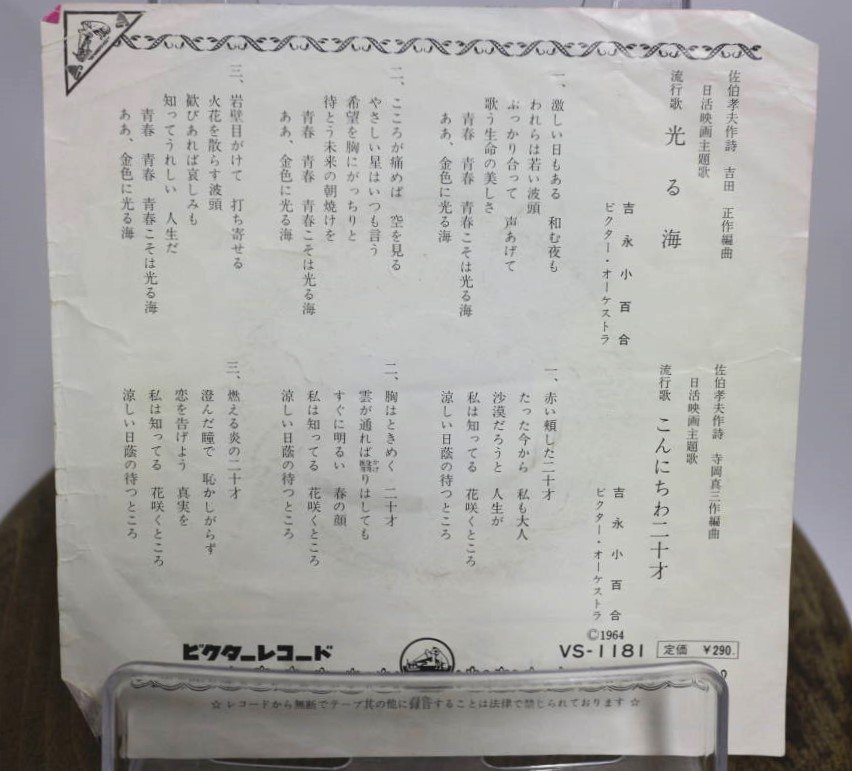 佐伯孝夫作詩　吉田　正作編曲
日活映画主題歌
流行歌　光る海
吉永小百合
ビクター・オーケストラ
一、激しい日もある　和む夜も
われらは若い波頭
ぶっかり合って　声あげて
歌う生命の美しさ
青春　青春　青春こそは光る海
ああ、金色に光る海
二、こころが痛めば　空を見る
やさしい星はいつも言う
希望を胸にがっちりと
待とう未来の朝焼けを
青春　青春　青春こそは光る海
ああ、金色に光る海
三、岩壁目がけて　打ち寄せる
火花を散らす波頭
歓びあれば哀しみも
知ってうれしい　人生だ
青春　青春　青春こそは光る海
ああ、金色に光る海
佐伯孝夫作詩　寺岡真三作編曲
日活映画主題歌
流行歌　こんにちわ二十才
吉永小百合
ビクター・オーケストラ
一、赤い頬した二十才
たった今から　私も大人
沙漠だろうと　人生が
私は知ってる　花咲くところ
涼しい日蔭の待つところ
二、胸はときめく　二十才
雲が通れば翳りはしても
かげ
すぐに明るい　春の顔
私は知ってる　花咲くところ
涼しい日蔭の待つところ
三、燃える炎の二十才
澄んだ瞳で　恥かしがらず
恋を告げよう　真実を
私は知ってる　花咲くところ
涼しい日蔭の待つところ
©1964
ビクターレコード
VS-1181 定価 ¥290.
☆ レコードから無断でテープ其の他に録音することは法律で禁じられております ☆